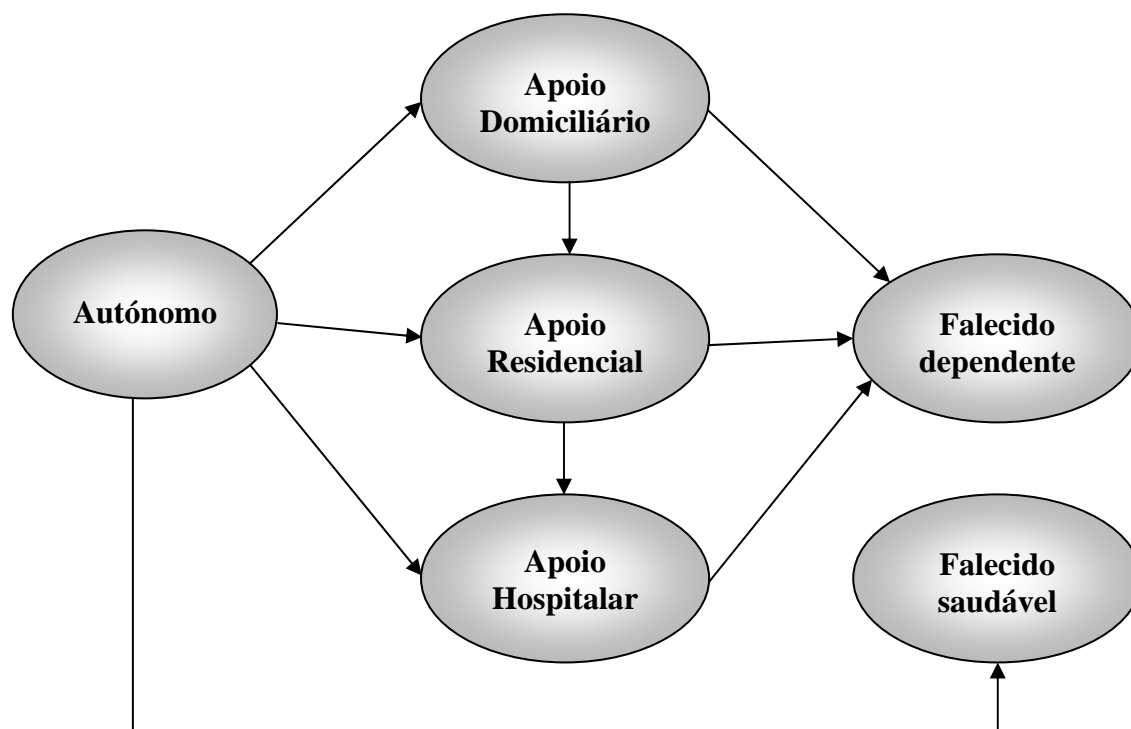 Apoio
Domiciliário
Autónomo
Apoio
Residencial
Falecido
dependente
Apoio
Hospitalar
Falecido
saudável